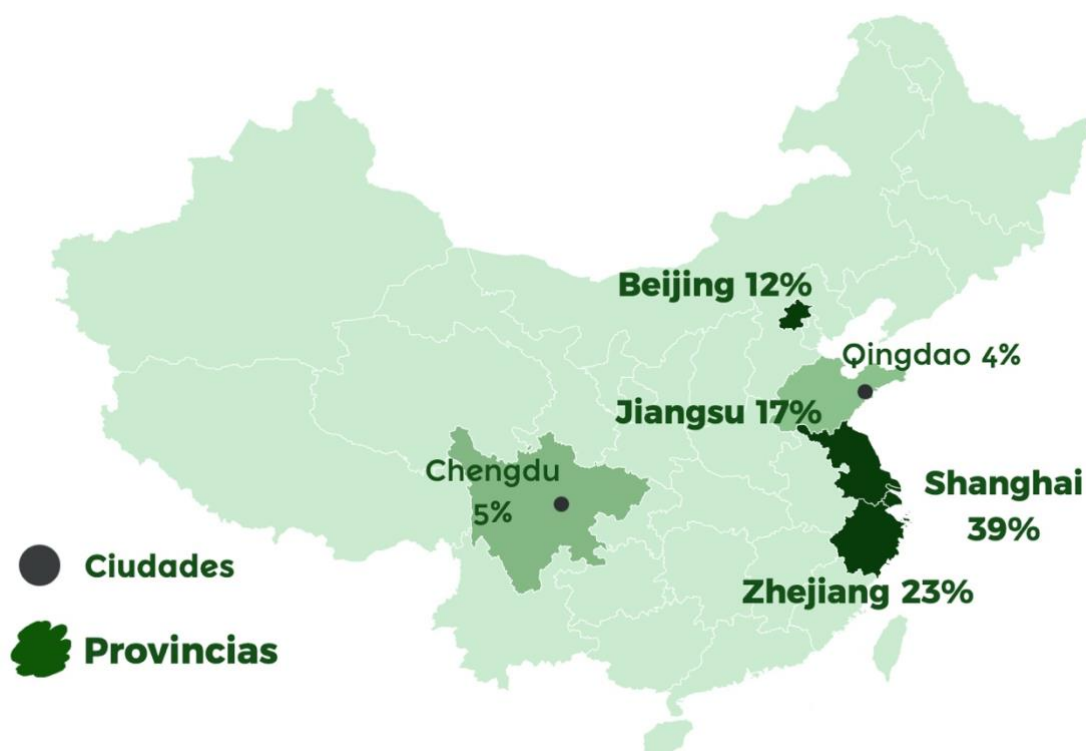 Beijing 12%
Qingdao 4%
Jiangsu 17%
Chengdu
5%
Shanghai
39%
Zhejiang 23%
Ciudades
Provincias